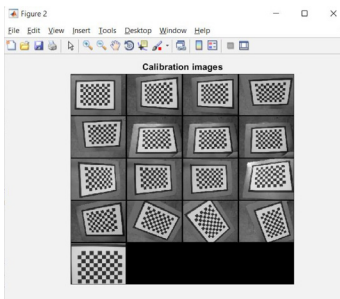 Figure 2
File Edit View Insert Tools Desktop Window Help
Calibration images